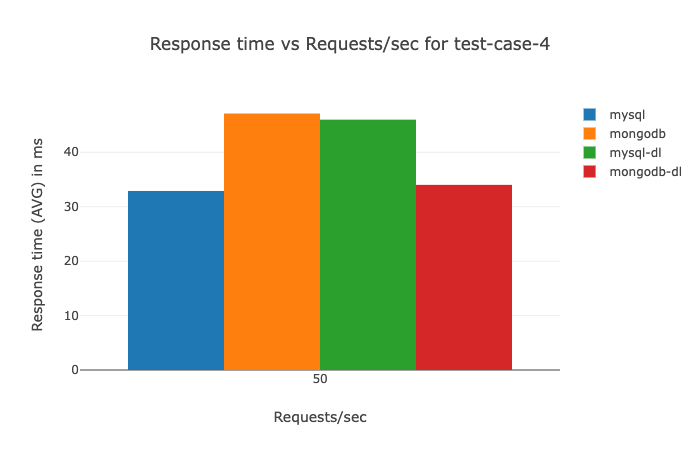 Response time vs Requests/sec for test-case-4
mysql
mongodb
mysql-dl
mongodb-dl
Response time (AVG) in ms
40
30
20
10
0
50
Requests/sec